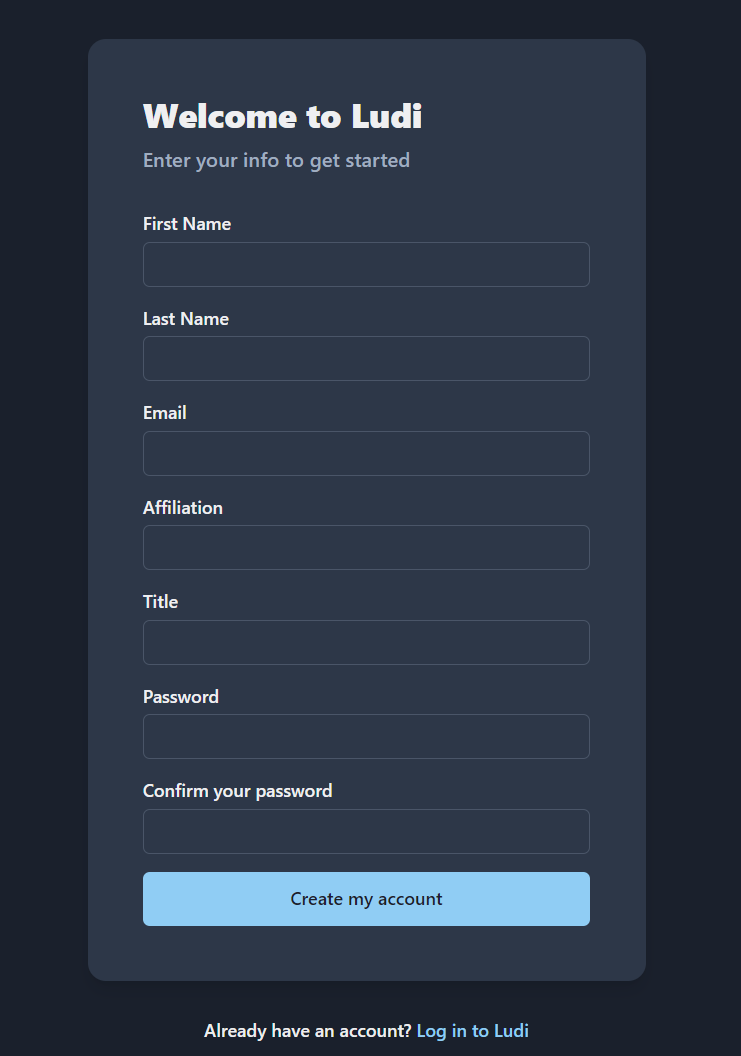 Welcome to Ludi
Enter your info to get started
First Name
Last Name
Email
Affiliation
Title
Password
Confirm your password
Create my account
Already have an account? Log in to Ludi